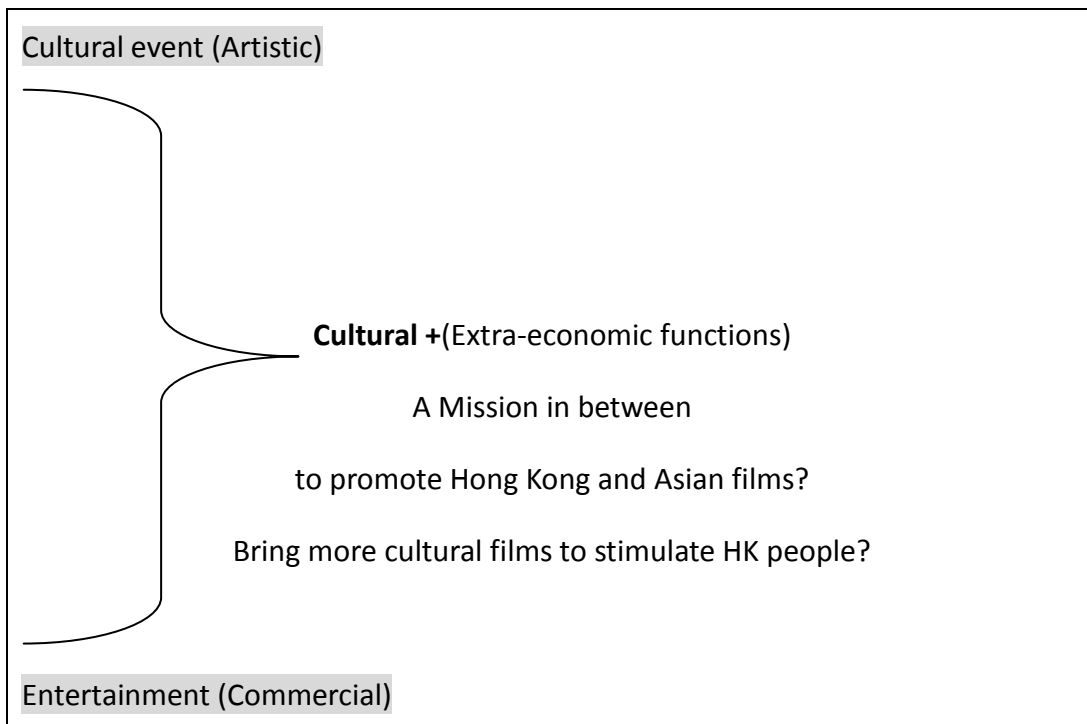 Cultural event (Artistic)
Cultural +(Extra-economic functions)
A Mission in between
to promote Hong Kong and Asian films?
Bring more cultural films to stimulate HK people?
Entertainment (Commercial)